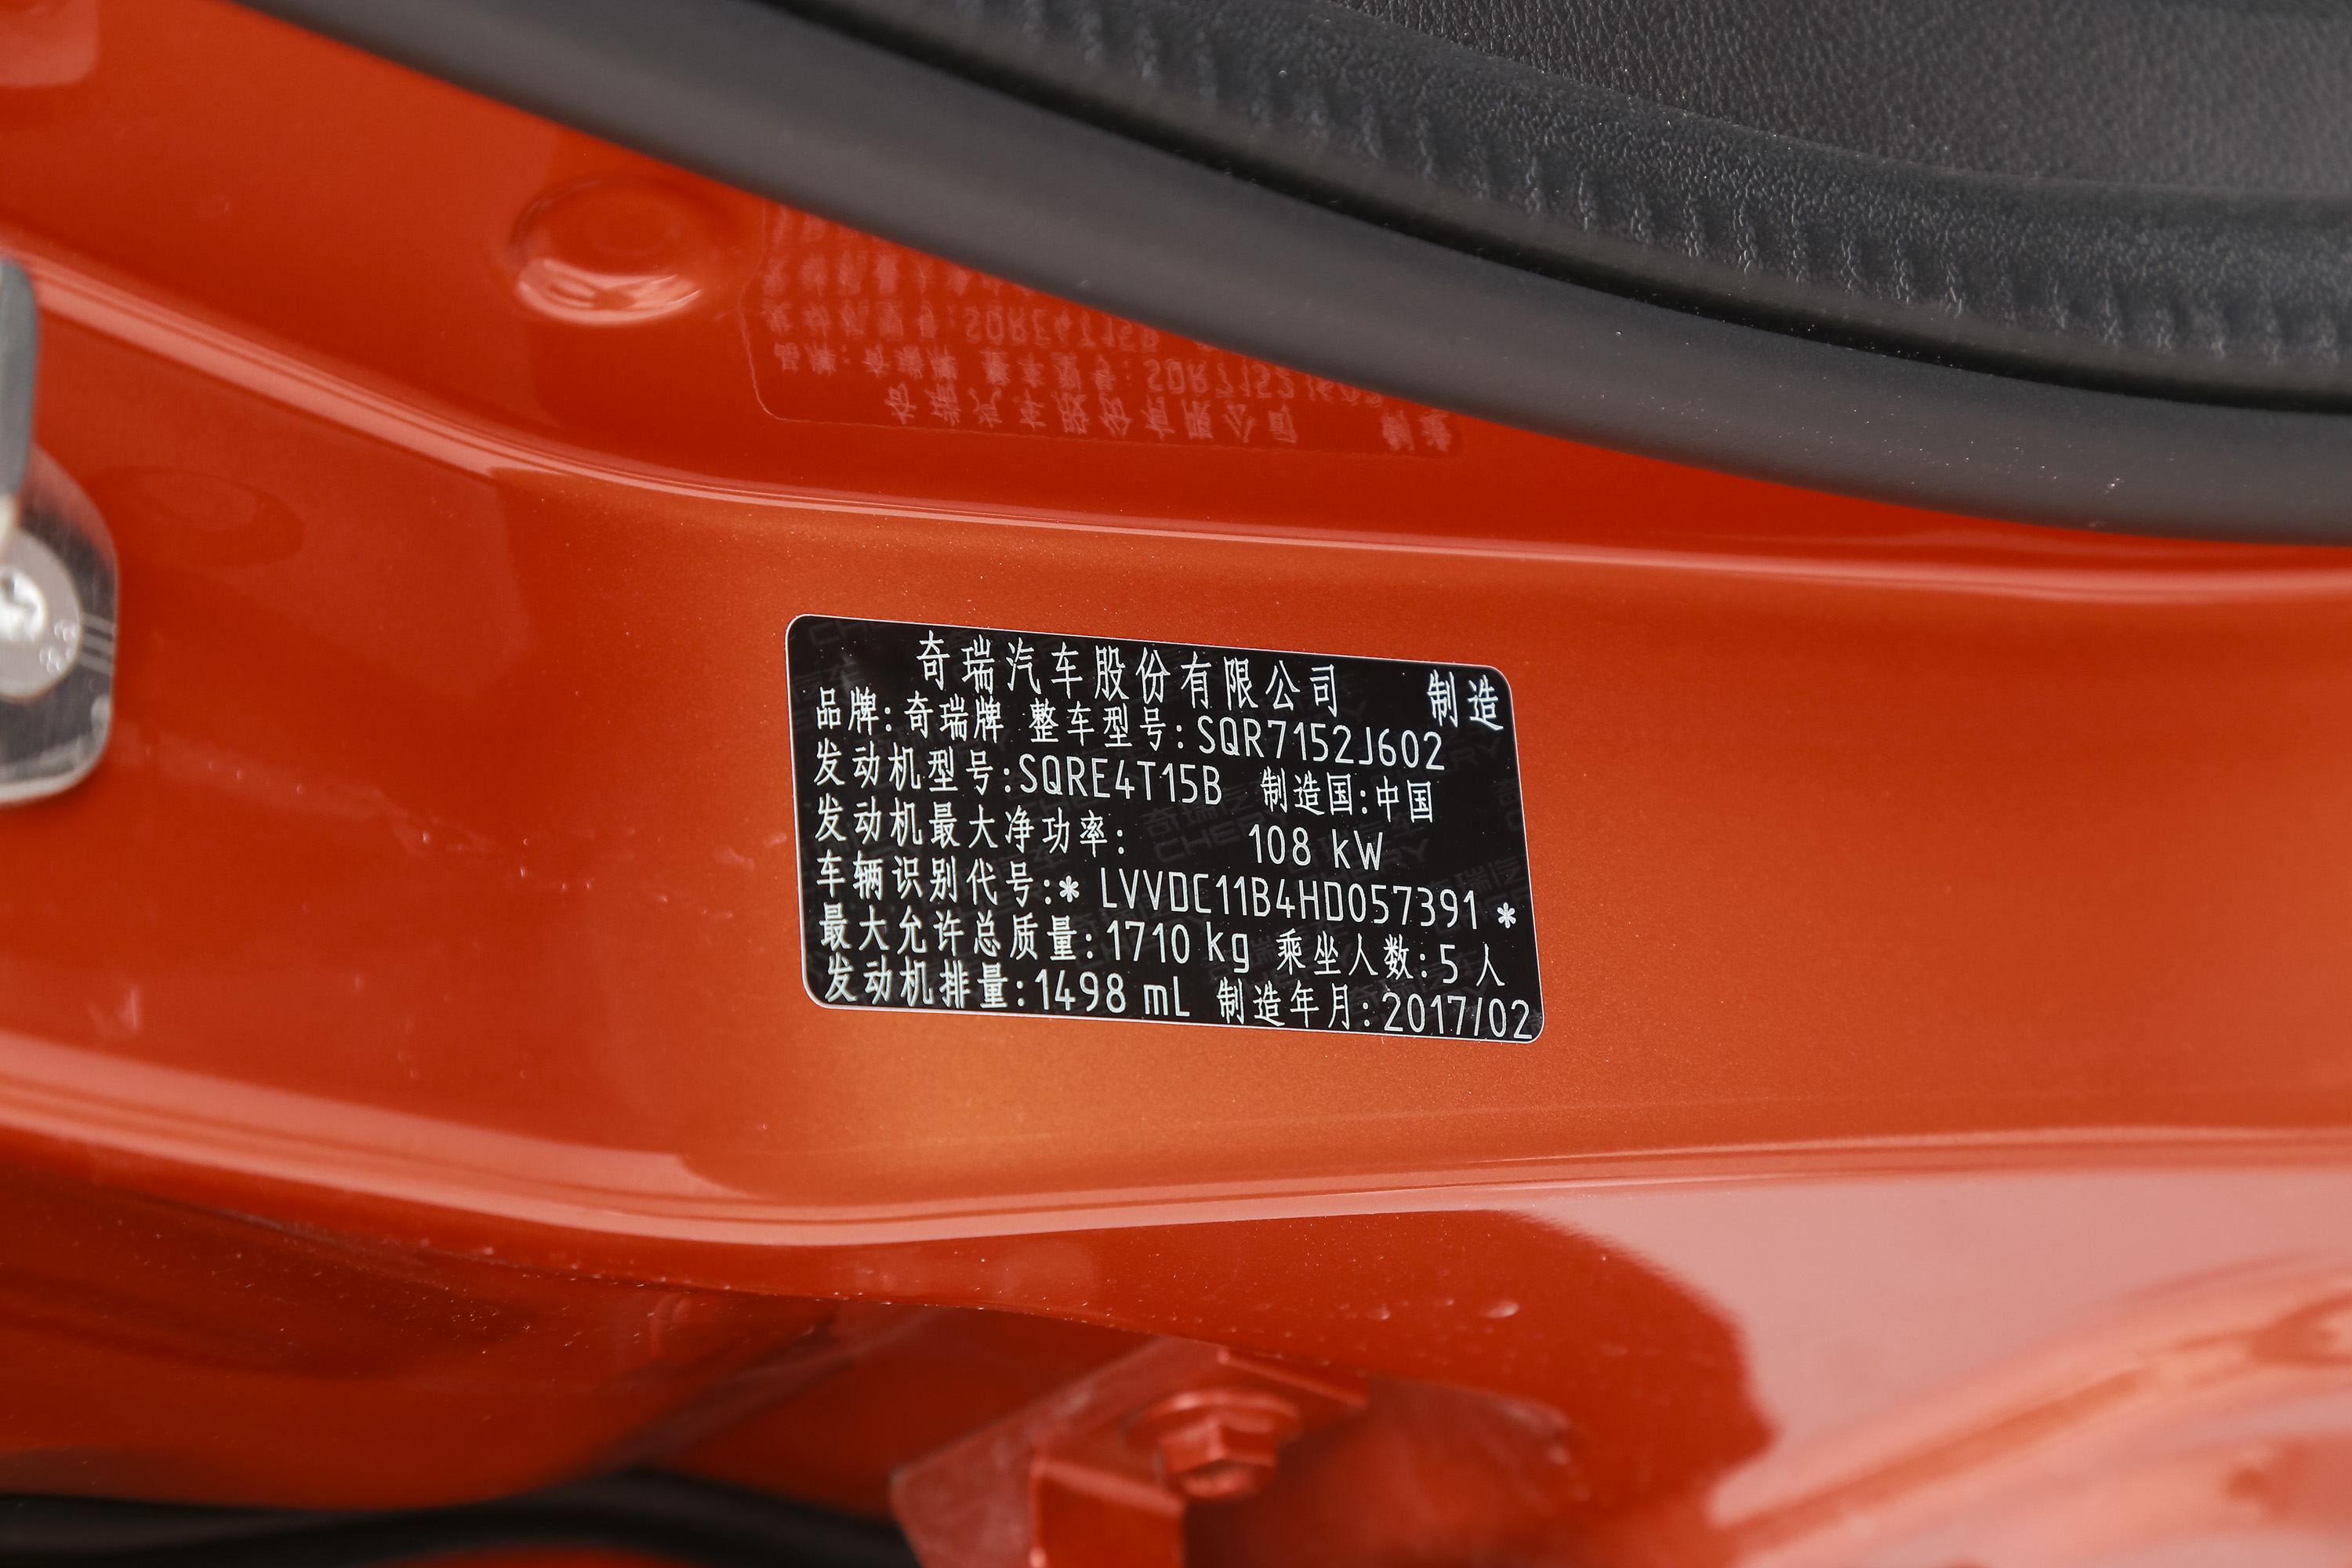 奇瑞汽车股份有限公司 制造
品牌:奇瑞牌 整车型号:SQR7152J602
发动机型号:SQRE4T15B 制造国:中国
发动机最大净功率: 108 kW
车辆识别代号:* LVVDC11B4HD057391 *
最大允许总质量:1710 kg 乘坐人数:5 人
发动机排量:1498 mL 制造年月:2017/02